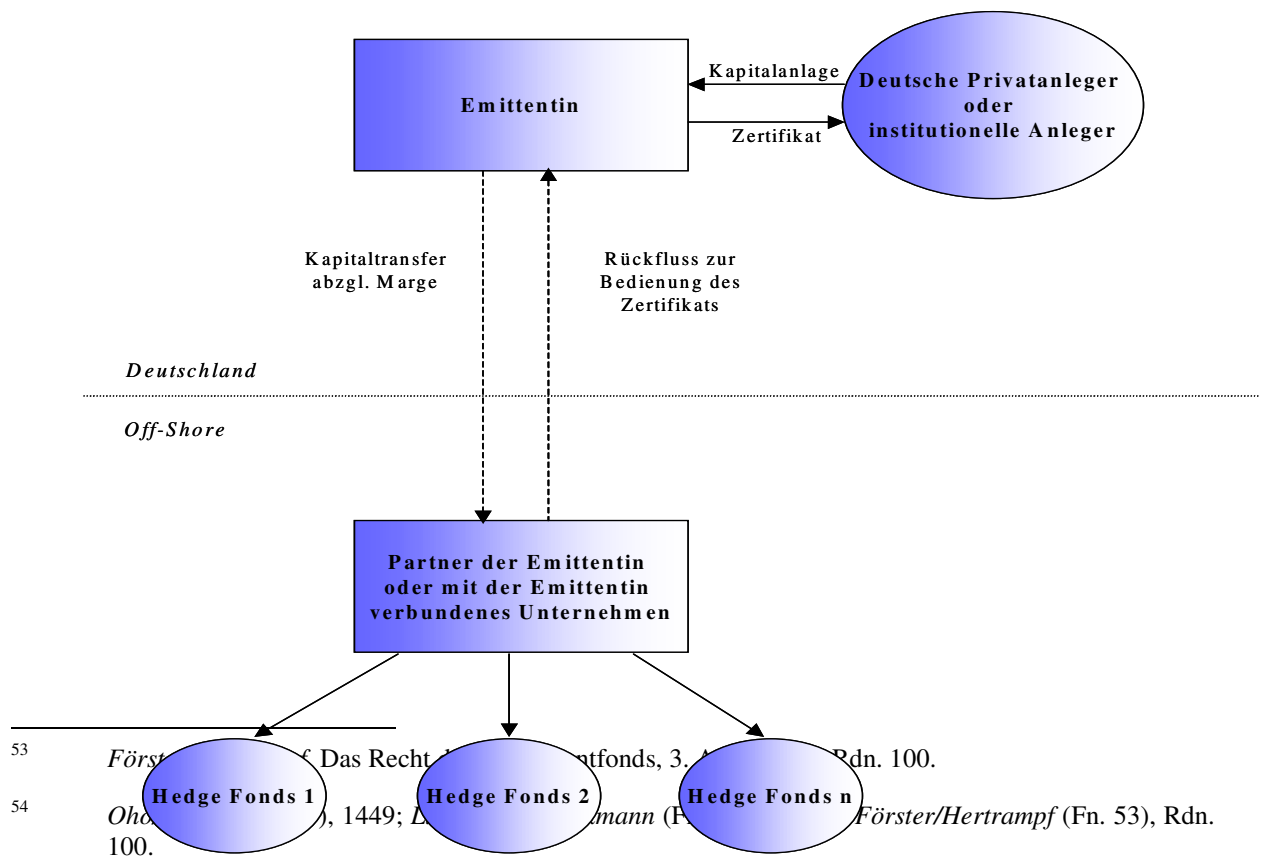 Emittentin
Kapitalanlage
Zertifikat
Deutsche Privatanleger
oder
institutionelle Anleger
Kapitaltransfer
abzgl. Marge
Rückfluss zur
Bedienung des
Zertifikats
Deutschland
Off-Shore
Partner der Emittentin
oder mit der Emittentin
verbundenes Unternehmen
Hedge Fonds 1
Hedge Fonds 2
Hedge Fonds n
53 Das Recht 3. Rdn. 100.
54 1449; Förster/Hertrampf (Fn. 53), Rdn.
100.